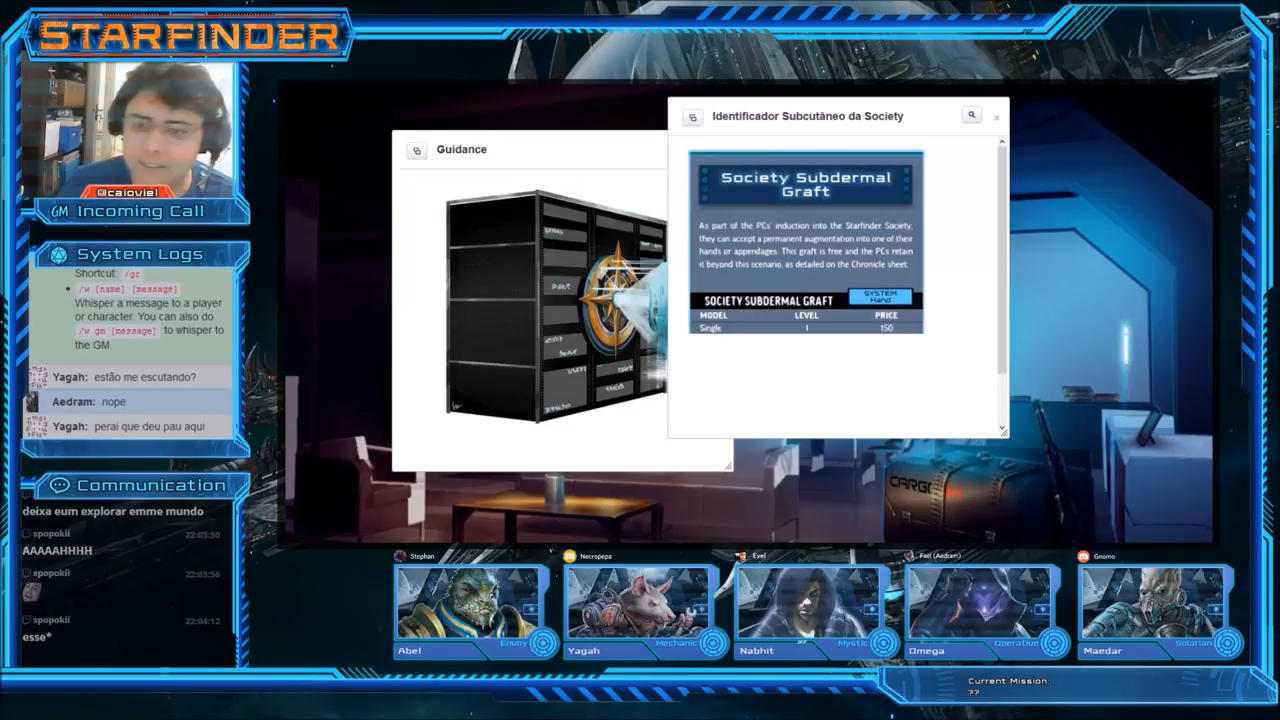 STARFINDER
@caioviel
GM Incoming Call
System Logs
Shortcut: /gr
/w [name] [message]
Whisper a message to a player
or character. You can also do
/w gm [message] to whisper to
the GM.
Yagah: estão me escutando?
Aedram: nope
Yagah: perai que deu pau aqui
Communication
deixa eum explorar emme mundo
spopokii 22:03:50
AAAAAHHHH
spopokii 22:03:56
spopokii 22:04:12
esse*
Guidance
Identificador Subcutâneo da Society
Society Subdermal
Graft
As part of the PCs' induction into the Starfinder Society,
they can accept a permanent augmentation into one of their
hands or appendages. This graft is free and the PCs retain
it beyond this scenario, as detailed on the Chronicle sheet.
SOCIETY SUBDERMAL GRAFT
SYSTEM
Hand
MODEL LEVEL PRICE
Single 1 150
CARGO
Stephan
Abel
Envoy
Necropepa
Yagah
Mechanic
Evel
Nabhit
Mystic
Fael (Aedram)
Omega
Operative
Gnomo
Maedar
Solarian
Current Mission:
??